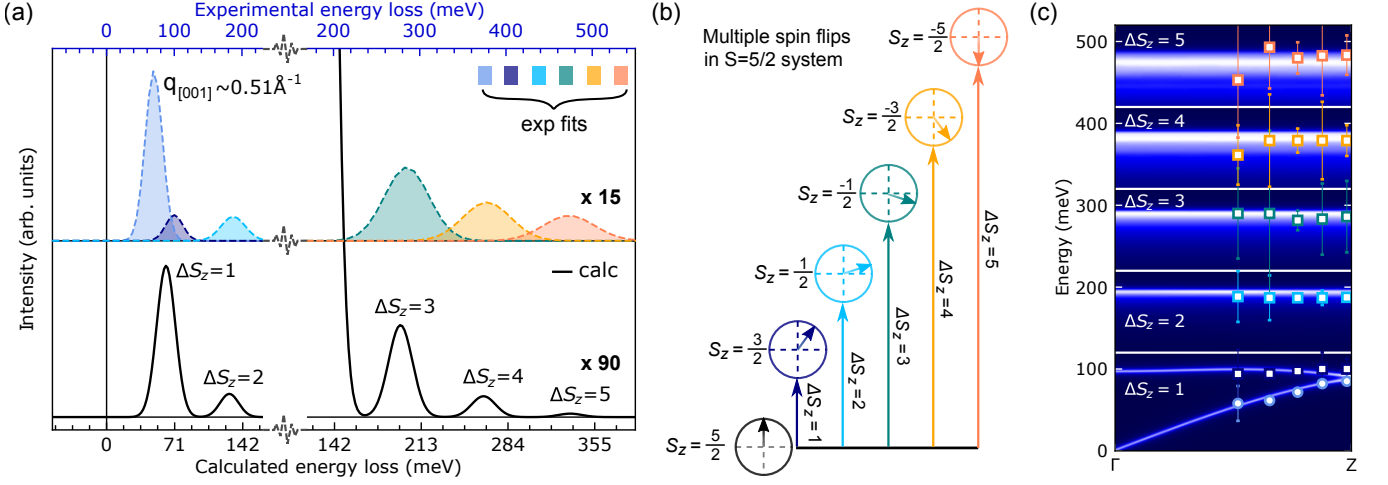 (a)
Experimental energy loss (meV)
200 0 100 200 200 300 400 500
q[001]~0.51Å⁻¹
exp fits
x 15
Intensity (arb. units)
calc
ΔSz=1
ΔSz=2
ΔSz=3
ΔSz=4
ΔSz=5
x 90
0 71 142 142 213 284 355
Calculated energy loss (meV)
(b)
Multiple spin flips
in S=5/2 system
Sz= -5/2
Sz= -3/2
Sz= -1/2
Sz= 1/2
Sz= 3/2
Sz= 5/2
ΔSz=1
ΔSz=2
ΔSz=3
ΔSz=4
ΔSz=5
(c)
Energy (meV)
500
400
300
200
100
0
ΔSz= 5
ΔSz= 4
ΔSz= 3
ΔSz= 2
ΔSz= 1
Γ Z